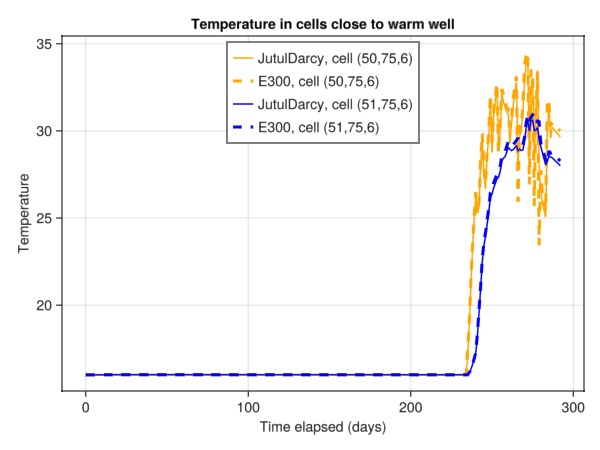 Temperature in cells close to warm well
JutulDarcy, cell (50,75,6)
E300, cell (50,75,6)
JutulDarcy, cell (51,75,6)
E300, cell (51,75,6)
35
30
25
20
Temperature
0 100 200 300
Time elapsed (days)